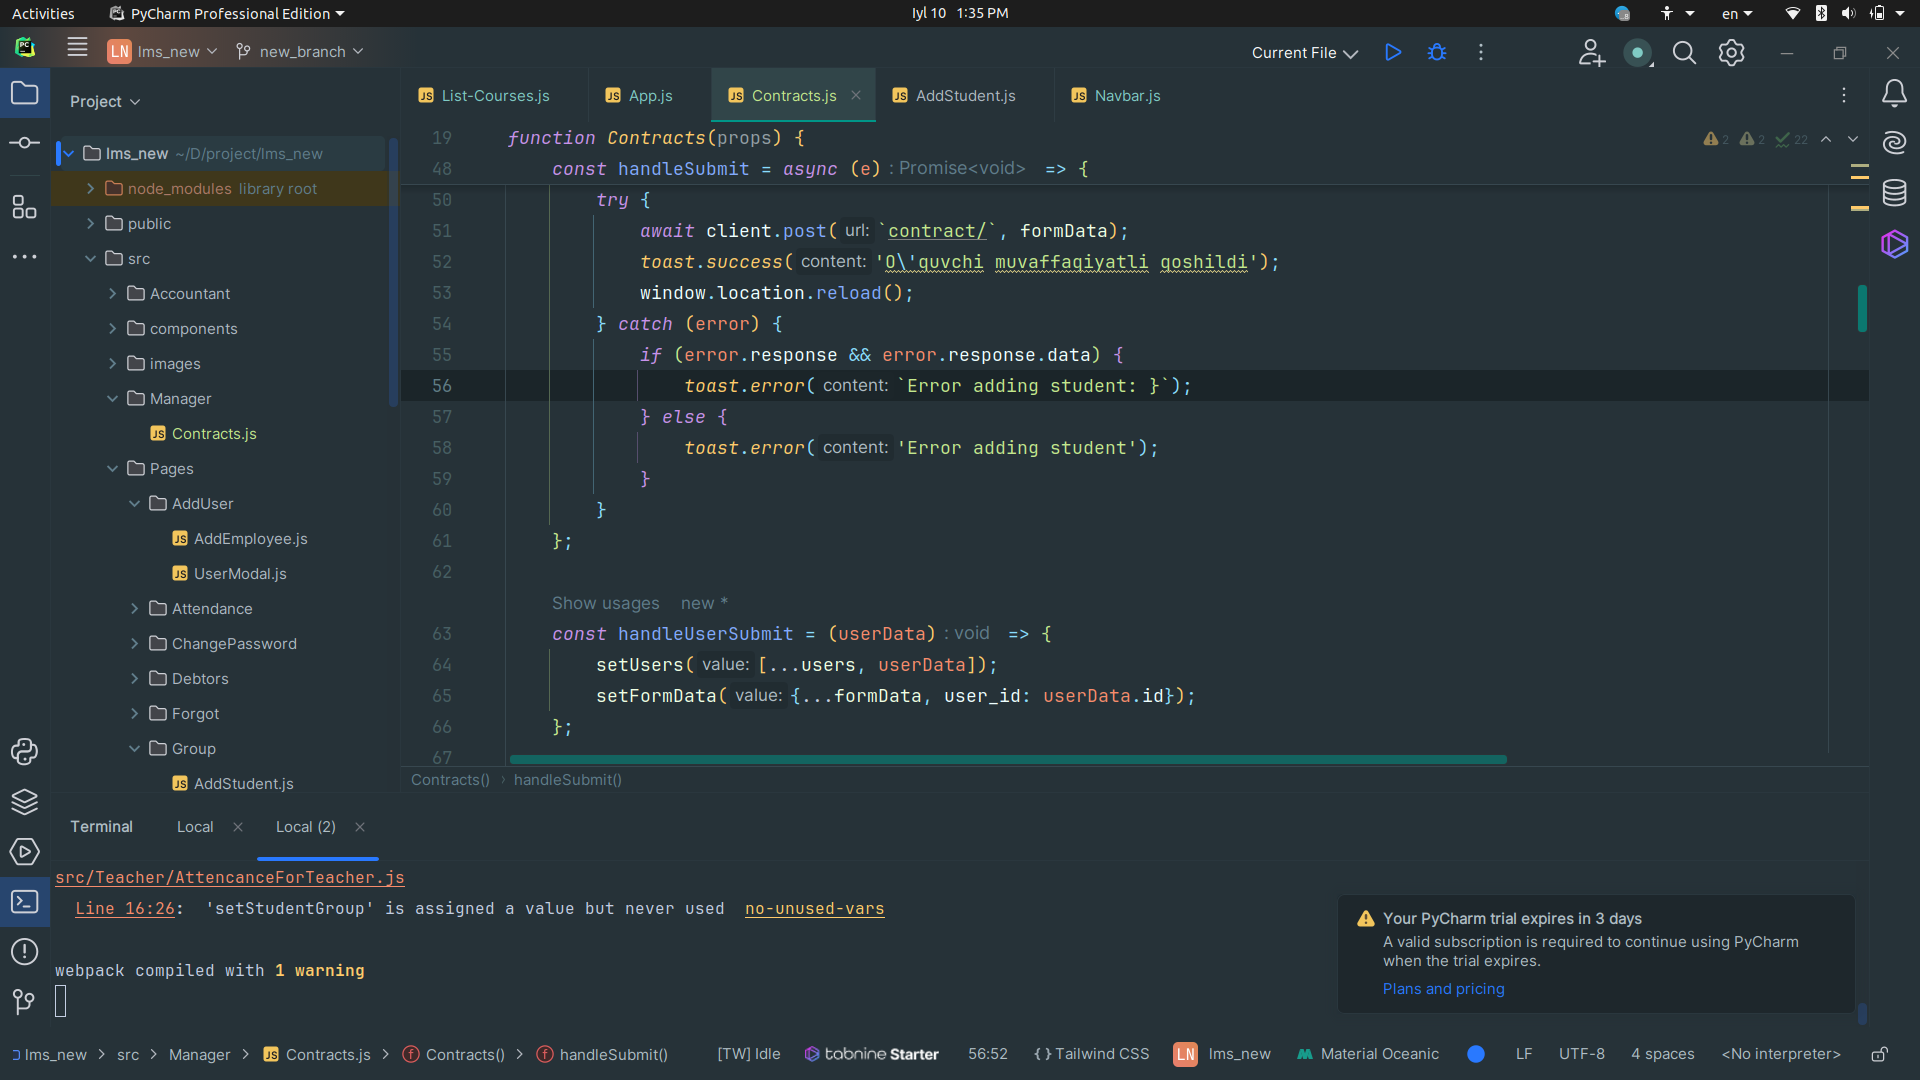 Activities PyCharm Professional Edition Iyl 10 1:35 PM en
PC LN lms_new new_branch Current File
Project
List-Courses.js App.js Contracts.js AddStudent.js Navbar.js
lms_new ~/D/project/lms_new
node_modules library root
public
src
Accountant
components
images
Manager
Contracts.js
Pages
AddUser
AddEmployee.js
UserModal.js
Attendance
ChangePassword
Debtors
Forgot
Group
AddStudent.js
2 2 22
19 function Contracts(props) {
48 const handleSubmit = async (e) : Promise<void> => {
50 try {
51 await client.post( url: `contract/`, formData);
52 toast.success( content: 'O\'quvchi muvaffaqiyatli qoshildi');
53 window.location.reload();
54 } catch (error) {
55 if (error.response && error.response.data) {
56 toast.error( content: `Error adding student: }`);
57 } else {
58 toast.error( content: 'Error adding student');
59 }
60 }
61 };
62
Show usages new *
63 const handleUserSubmit = (userData) : void => {
64 setUsers( value: [...users, userData]);
65 setFormData( value: {...formData, user_id: userData.id});
66 };
67
Contracts() › handleSubmit()
Terminal Local Local (2)
src/Teacher/AttencanceForTeacher.js
Line 16:26: 'setStudentGroup' is assigned a value but never used no-unused-vars
webpack compiled with 1 warning
Your PyCharm trial expires in 3 days
A valid subscription is required to continue using PyCharm
when the trial expires.
Plans and pricing
lms_new > src > Manager > JS Contracts.js > f Contracts() > f handleSubmit() [TW] Idle tabnine Starter 56:52 {} Tailwind CSS LN lms_new Material Oceanic LF UTF-8 4 spaces <No interpreter>